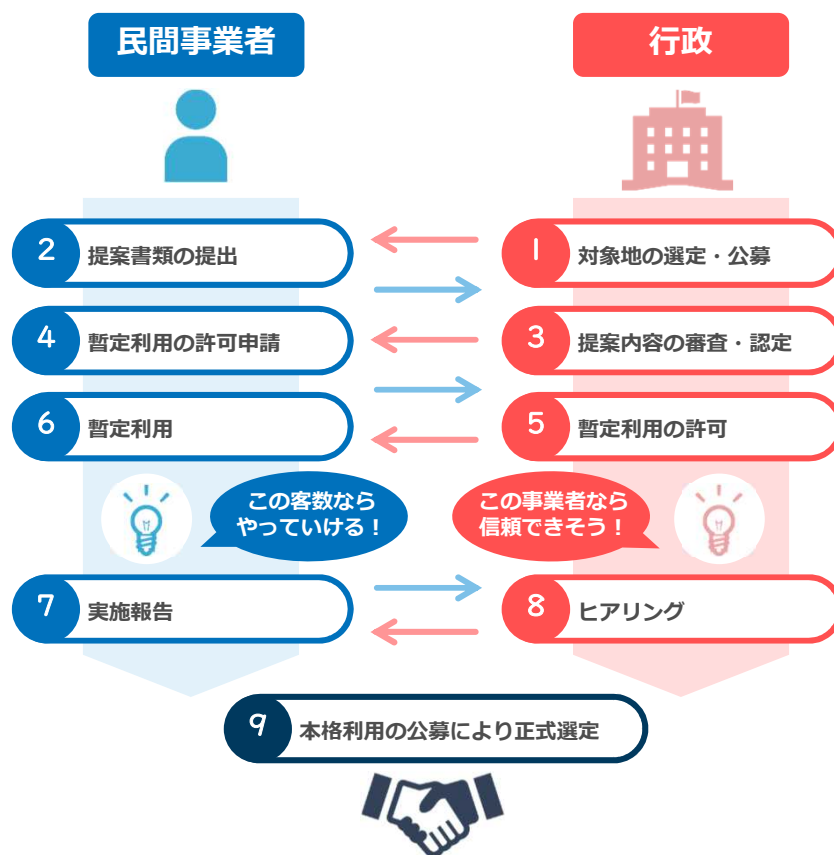 民間事業者
行政
2 提案書類の提出
1 対象地の選定・公募
4 暫定利用の許可申請
3 提案内容の審査・認定
6 暫定利用
5 暫定利用の許可
この客数なら
やっていける！
この事業者なら
信頼できそう！
7 実施報告
8 ヒアリング
9 本格利用の公募により正式選定